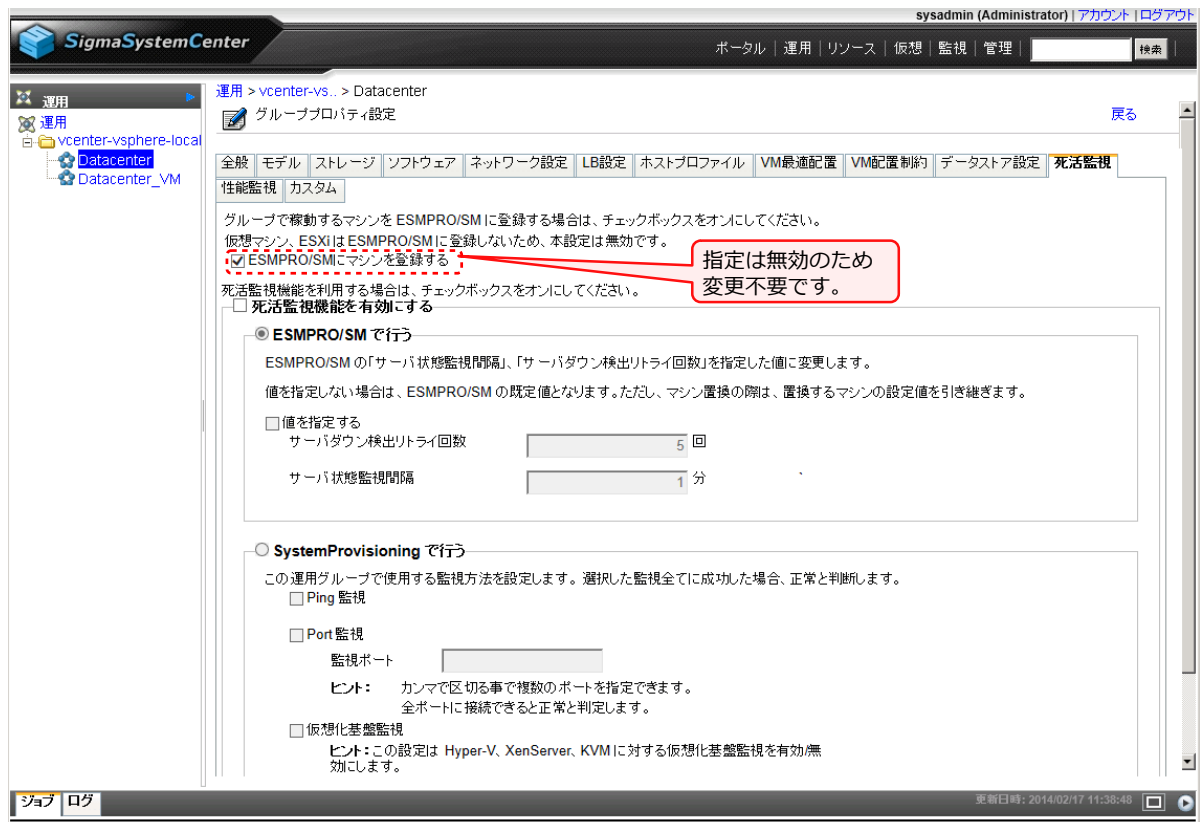 sysadmin (Administrator) | アカウント | ログアウト
SigmaSystemCenter
ポータル | 運用 | リソース | 仮想 | 監視 | 管理 | 検索
運用
運用
vcenter-vsphere-local
Datacenter
Datacenter_VM
運用 > vcenter-vs.. > Datacenter
グループプロパティ設定
戻る
全般 モデル ストレージ ソフトウェア ネットワーク設定 LB設定 ホストプロファイル VM最適配置 VM配置制約 データストア設定 死活監視
性能監視 カスタム
グループで稼動するマシンを ESMPRO/SM に登録する場合は、チェックボックスをオンにしてください。
仮想マシン、ESXi は ESMPRO/SM に登録しないため、本設定は無効です。
ESMPRO/SMにマシンを登録する
指定は無効のため
変更不要です。
死活監視機能を利用する場合は、チェックボックスをオンにしてください。
死活監視機能を有効にする
ESMPRO/SM で行う
ESMPRO/SM の「サーバ状態監視間隔」、「サーバダウン検出リトライ回数」を指定した値に変更します。
値を指定しない場合は、ESMPRO/SM の既定値となります。ただし、マシン置換の際は、置換するマシンの設定値を引き継ぎます。
値を指定する
サーバダウン検出リトライ回数 5 回
サーバ状態監視間隔 1 分
SystemProvisioning で行う
この運用グループで使用する監視方法を設定します。選択した監視全てに成功した場合、正常と判断します。
Ping 監視
Port 監視
監視ポート
ヒント： カンマで区切る事で複数のポートを指定できます。
全ポートに接続できると正常と判定します。
仮想化基盤監視
ヒント：この設定は Hyper-V、XenServer、KVM に対する仮想化基盤監視を有効/無
効にします。
ジョブ ログ
更新日時: 2014/02/17 11:38:48